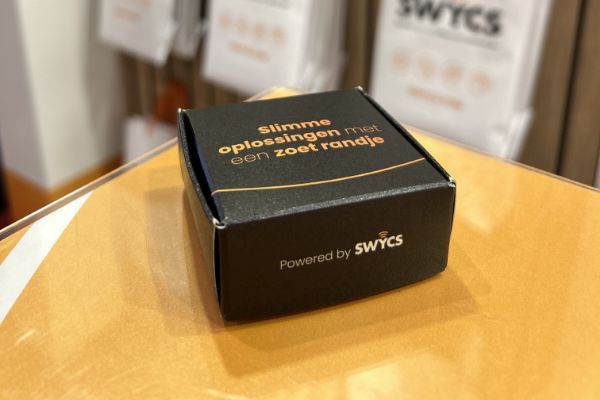 SWYCS
Slimme
oplossingen met
een zoet randje
Powered by SWYCS